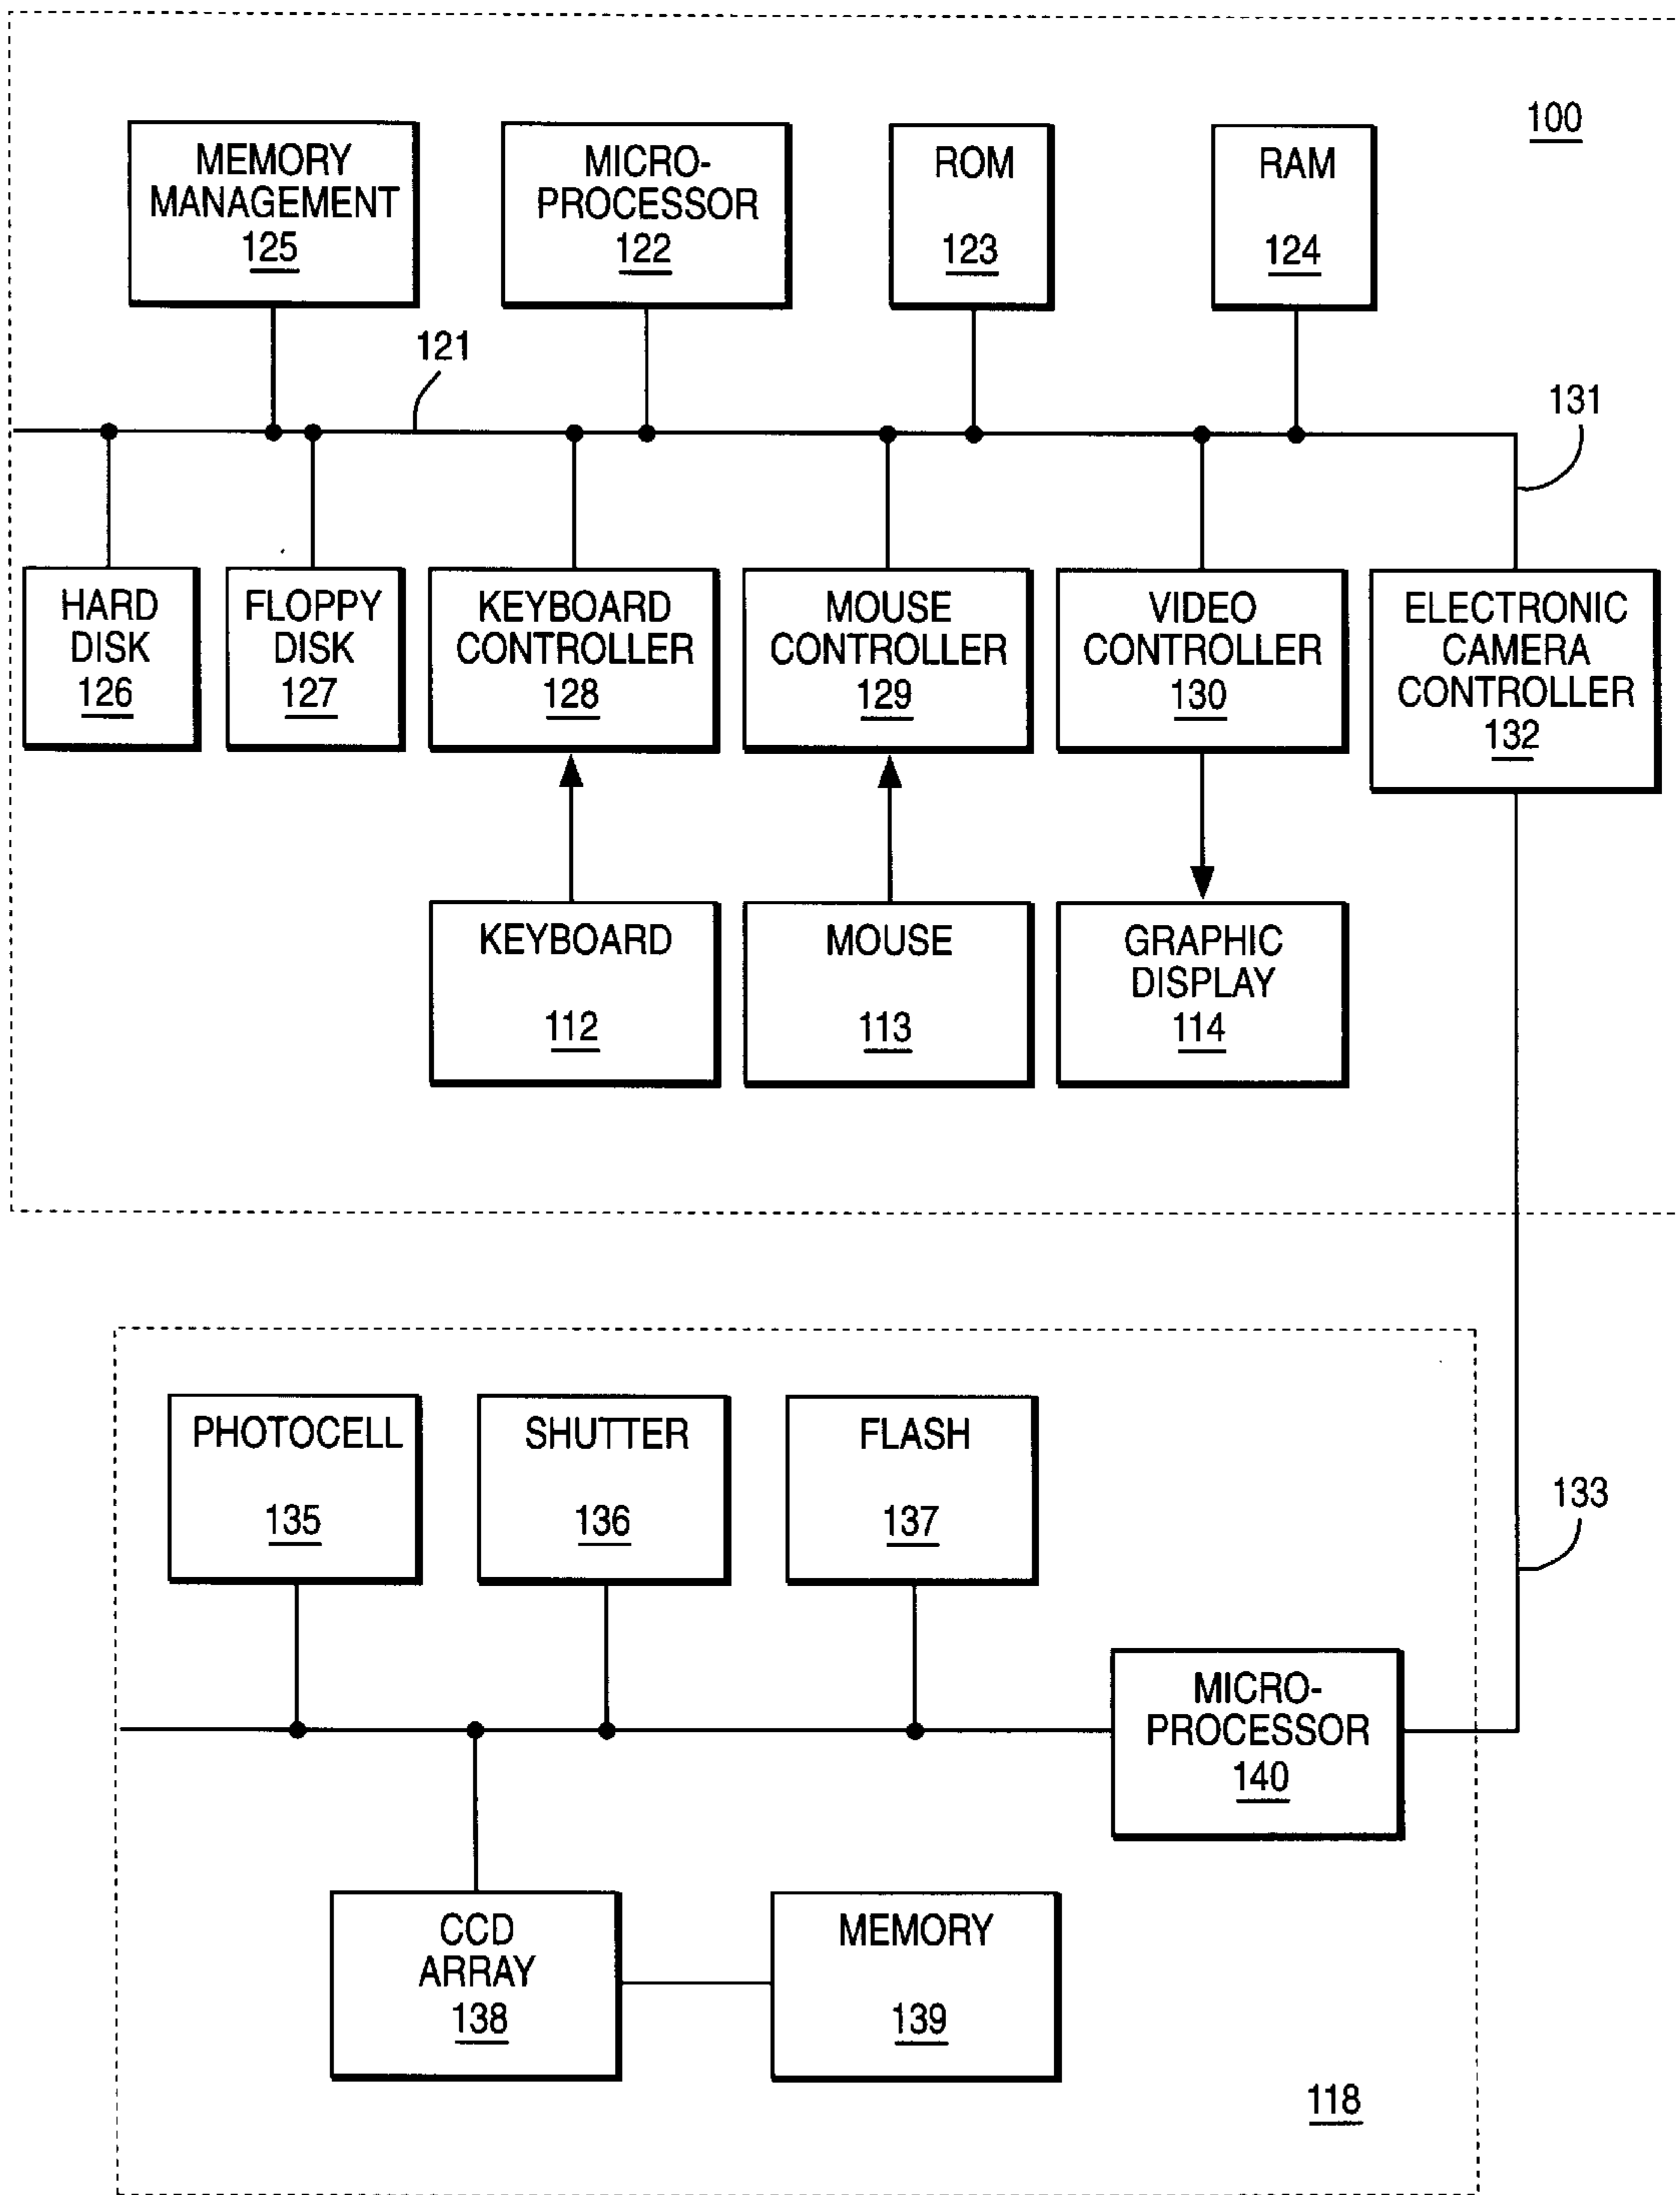 100
MEMORY
MANAGEMENT
125
MICRO-
PROCESSOR
122
ROM
123
RAM
124
121
131
HARD
DISK
126
FLOPPY
DISK
127
KEYBOARD
CONTROLLER
128
MOUSE
CONTROLLER
129
VIDEO
CONTROLLER
130
ELECTRONIC
CAMERA
CONTROLLER
132
KEYBOARD
112
MOUSE
113
GRAPHIC
DISPLAY
114
PHOTOCELL
135
SHUTTER
136
FLASH
137
133
MICRO-
PROCESSOR
140
CCD
ARRAY
138
MEMORY
139
118